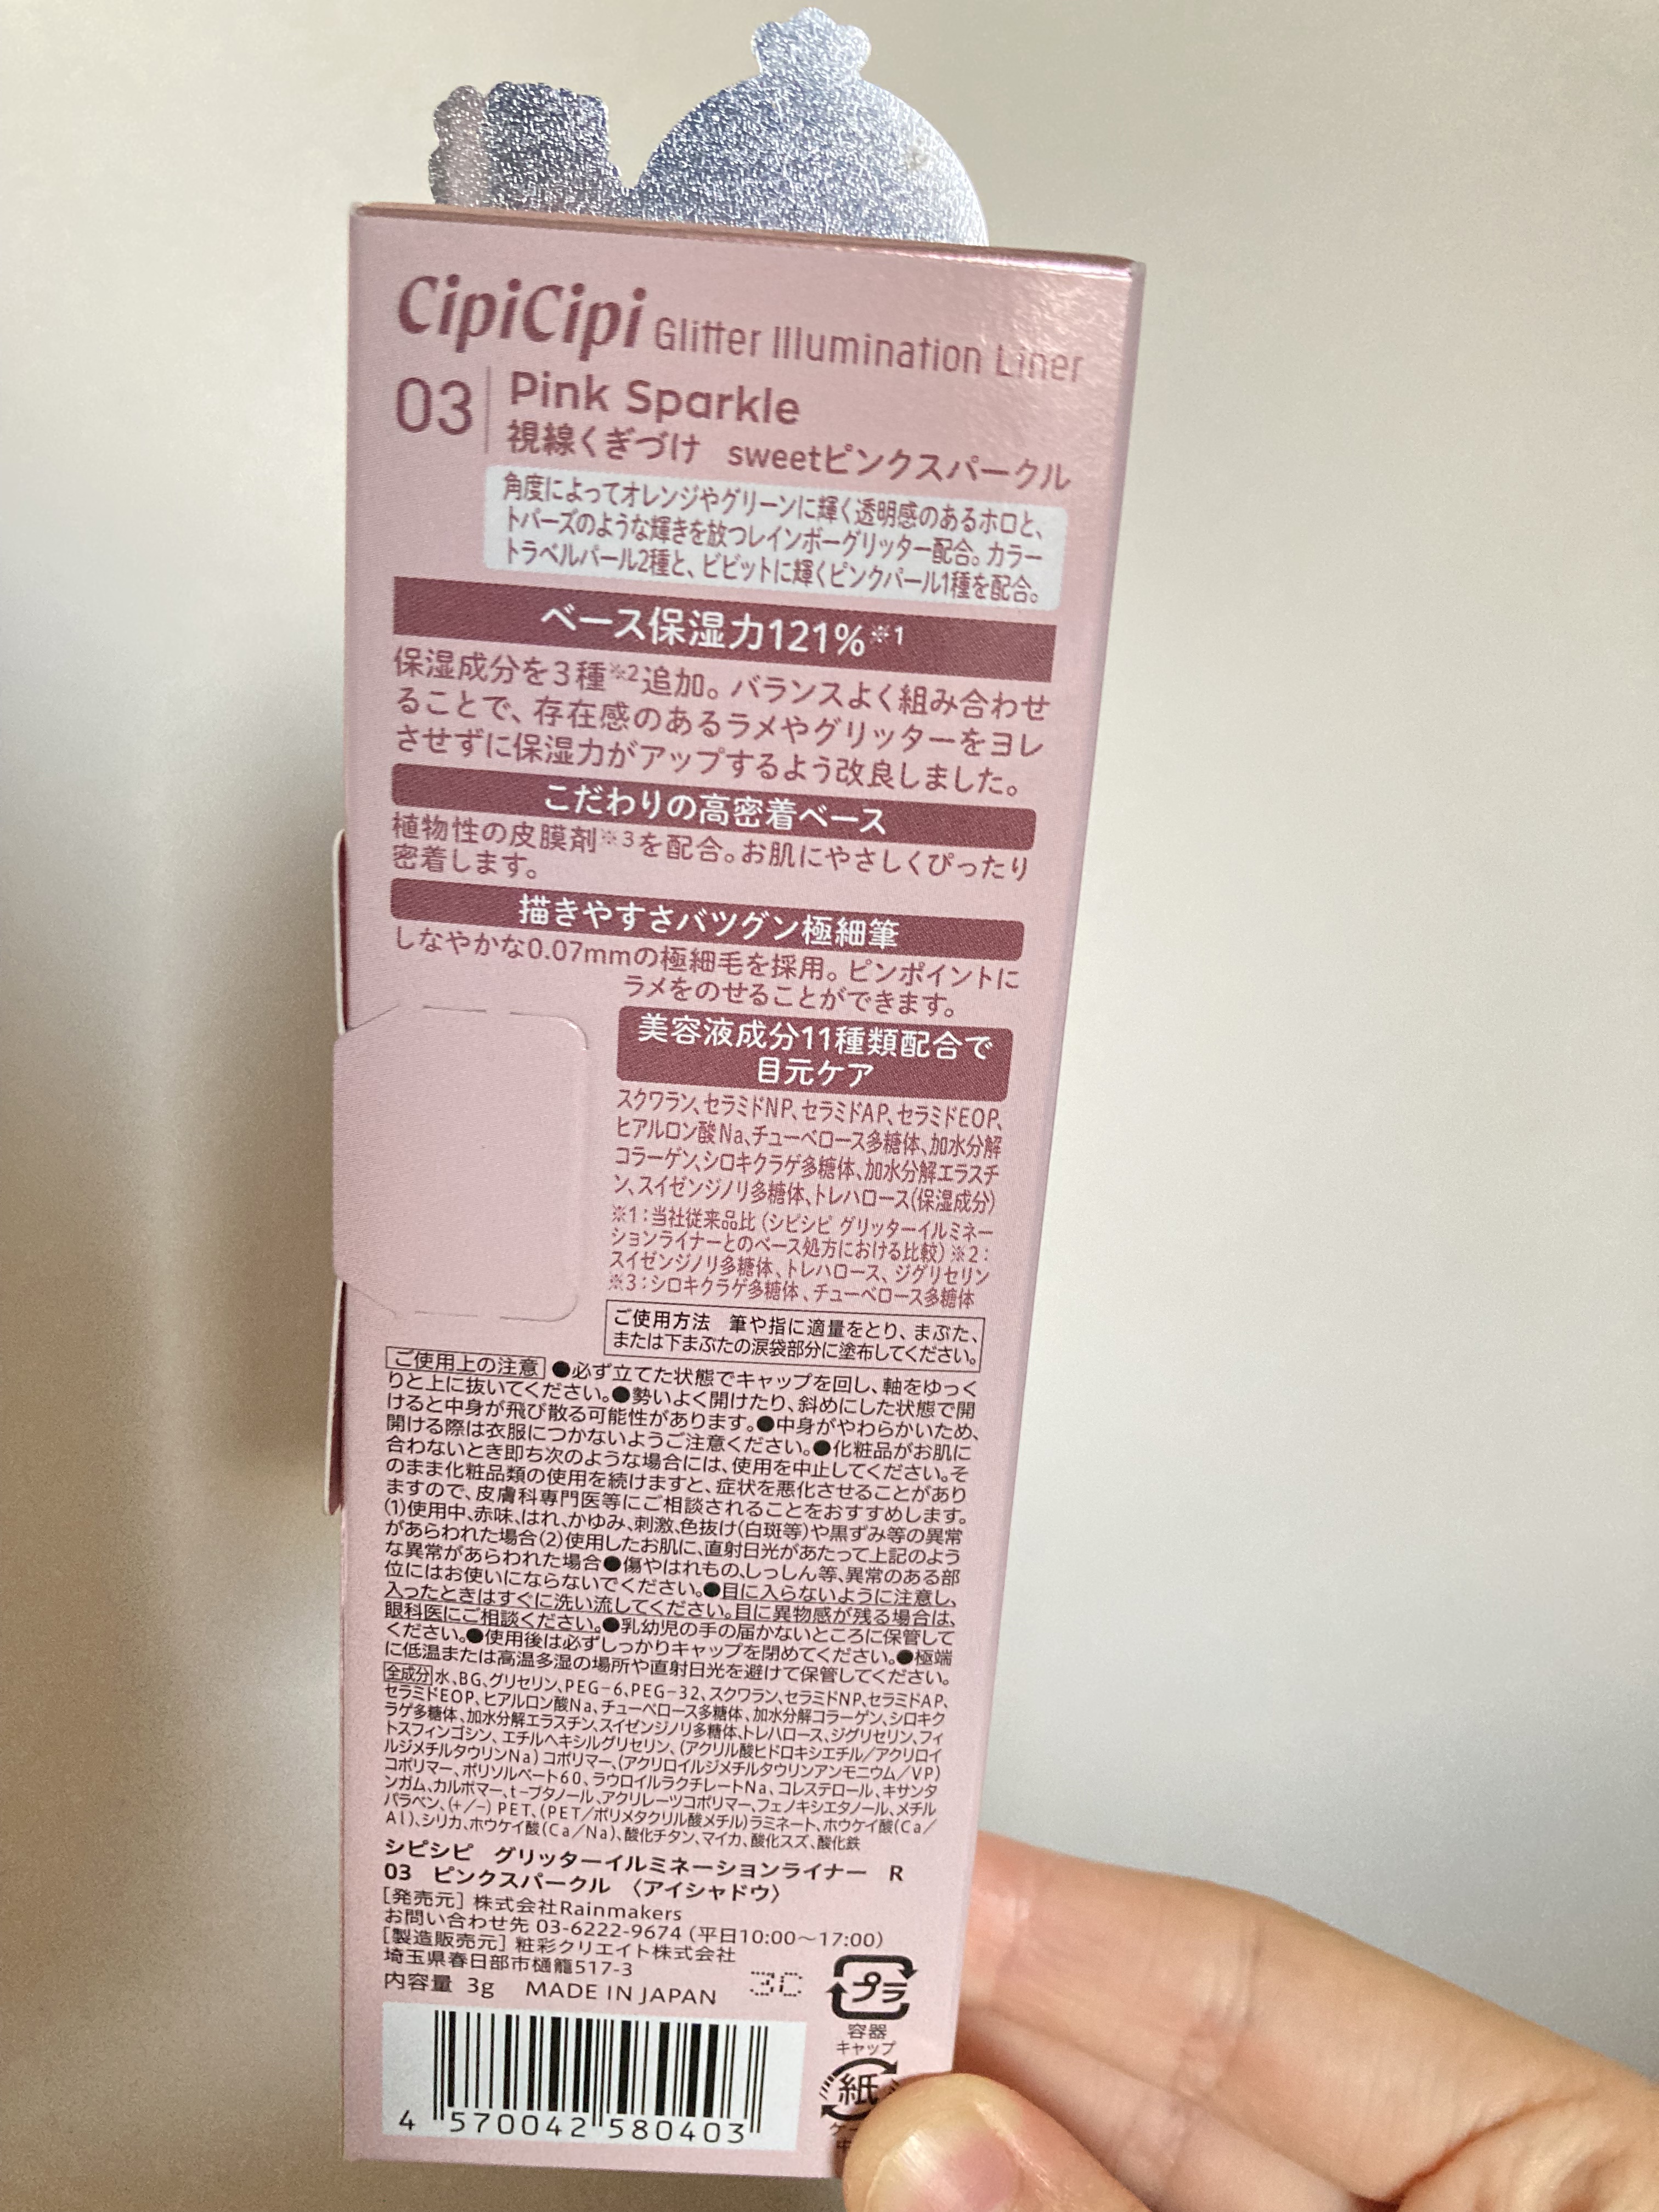 CipiCipi Glitter Illumination Liner
03 Pink Sparkle
視線くぎづけ sweetピンクスパークル
角度によってオレンジやグリーンに輝く透明感のあるホロと、
トパーズのような輝きを放つレインボーグリッター配合。カラー
トラベルパール2種と、ビビットに輝くピンクパール1種を配合。
ベース保湿力121%※1
保湿成分を3種※2追加。バランスよく組み合わせ
ることで、存在感のあるラメやグリッターをヨレ
させずに保湿力がアップするよう改良しました。
こだわりの高密着ベース
植物性の皮膜剤※3を配合。お肌にやさしくぴったり
密着します。
描きやすさバツグン極細筆
しなやかな0.07mmの極細毛を採用。ピンポイントに
ラメをのせることができます。
美容液成分11種類配合で
目元ケア
スクワラン、セラミドNP、セラミドAP、セラミドEOP、
ヒアルロン酸Na、チューベロース多糖体、加水分解
コラーゲン、シロキクラゲ多糖体、加水分解エラスチ
ン、スイゼンジノリ多糖体、トレハロース(保湿成分)
※1:当社従来品比(シピシピ グリッターイルミネー
ションライナーとのベース処方における比較)※2:
スイゼンジノリ多糖体、トレハロース、ジグリセリン
※3:シロキクラゲ多糖体、チューベロース多糖体
ご使用方法 筆や指に適量をとり、まぶた、
または下まぶたの涙袋部分に塗布してください。
ご使用上の注意 ●必ず立てた状態でキャップを回し、軸をゆっく
りと上に抜いてください。●勢いよく開けたり、斜めにした状態で開
けると中身が飛び散る可能性があります。●中身がやわらかいため、
開ける際は衣服につかないようご注意ください。●化粧品がお肌に
合わないとき即ち次のような場合には、使用を中止してください。そ
のまま化粧品類の使用を続けますと、症状を悪化させることがあり
ますので、皮膚科専門医等にご相談されることをおすすめします。
(1)使用中、赤味、はれ、かゆみ、刺激、色抜け(白斑等)や黒ずみ等の異常
があらわれた場合(2)使用したお肌に、直射日光があたって上記のよう
な異常があらわれた場合●傷やはれもの、しっしん等、異常のある部
位にはお使いにならないでください。●目に入らないように注意し、
入ったときはすぐに洗い流してください。目に異物感が残る場合は、
眼科医にご相談ください。●乳幼児の手の届かないところに保管して
ください。●使用後は必ずしっかりキャップを閉めてください。●極端
に低温または高温多湿の場所や直射日光を避けて保管してください。
全成分 水、BG、グリセリン、PEG-6、PEG-32、スクワラン、セラミドNP、セラミドAP、
セラミドEOP、ヒアルロン酸Na、チューベロース多糖体、加水分解コラーゲン、シロキク
ラゲ多糖体、加水分解エラスチン、スイゼンジノリ多糖体、トレハロース、ジグリセリン、フィ
トスフィンゴシン、エチルヘキシルグリセリン、(アクリル酸ヒドロキシエチル/アクリロイ
ルジメチルタウリンNa)コポリマー、(アクリロイルジメチルタウリンアンモニウム/VP)
コポリマー、ポリソルベート60、ラウロイルラクチレートNa、コレステロール、キサンタ
ンガム、カルボマー、t-ブタノール、アクリレーツコポリマー、フェノキシエタノール、メチル
パラベン、(+/-)PET、(PET/ポリメタクリル酸メチル)ラミネート、ホウケイ酸(Ca/
Al)、シリカ、ホウケイ酸(Ca/Na)、酸化チタン、マイカ、酸化スズ、酸化鉄
シピシピ グリッターイルミネーションライナー R
03 ピンクスパークル 〈アイシャドウ〉
[発売元]株式会社Rainmakers
お問い合わせ先 03-6222-9674(平日10:00~17:00)
[製造販売元]粧彩クリエイト株式会社
埼玉県春日部市樋籠517-3
内容量 3g MADE IN JAPAN 3C
プラ
容器
キャップ
紙
4 570042 580403